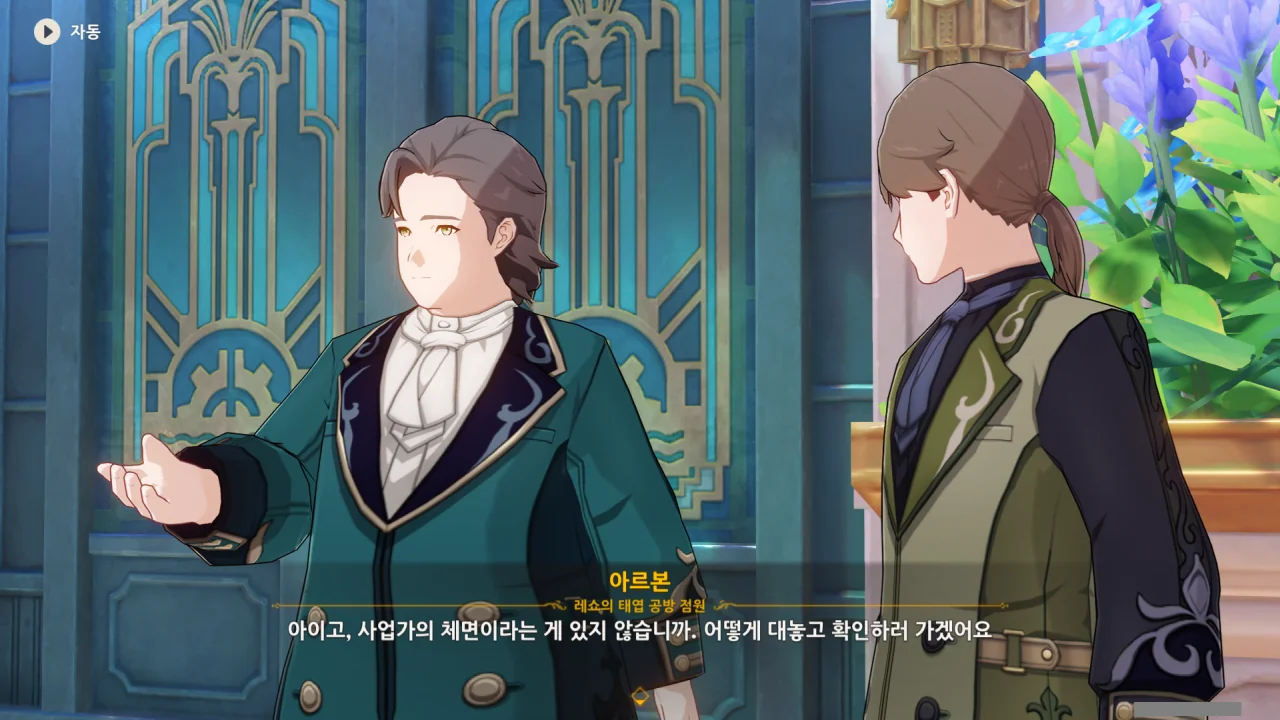 자동
아르본
레쇼의 태엽 공방 점원
아이고, 사업가의 체면이라는 게 있지 않습니까. 어떻게 대놓고 확인하러 가겠어요